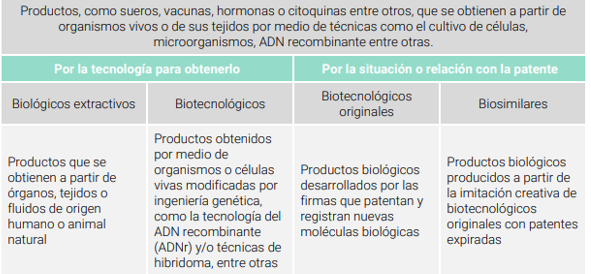 Productos, como sueros, vacunas, hormonas o citoquinas entre otros, que se obtienen a partir de
organismos vivos o de sus tejidos por medio de técnicas como el cultivo de células,
microorganismos, ADN recombinante entre otras.
Por la tecnología para obtenerlo
Por la situación o relación con la patente
Biológicos extractivos
Biotecnológicos
Biotecnológicos
originales
Biosimilares
Productos que se
obtienen a partir de
órganos, tejidos o
fluidos de origen
humano o animal
natural
Productos obtenidos
por medio de
organismos o células
vivas modificadas por
ingeniería genética,
como la tecnología del
ADN recombinante
(ADNr) y/o técnicas de
hibridoma, entre otras
Productos biológicos
desarrollados por las
firmas que patentan y
registran nuevas
moléculas biológicas
Productos biológicos
producidos a partir de
la imitación creativa de
biotecnológicos
originales con patentes
expiradas